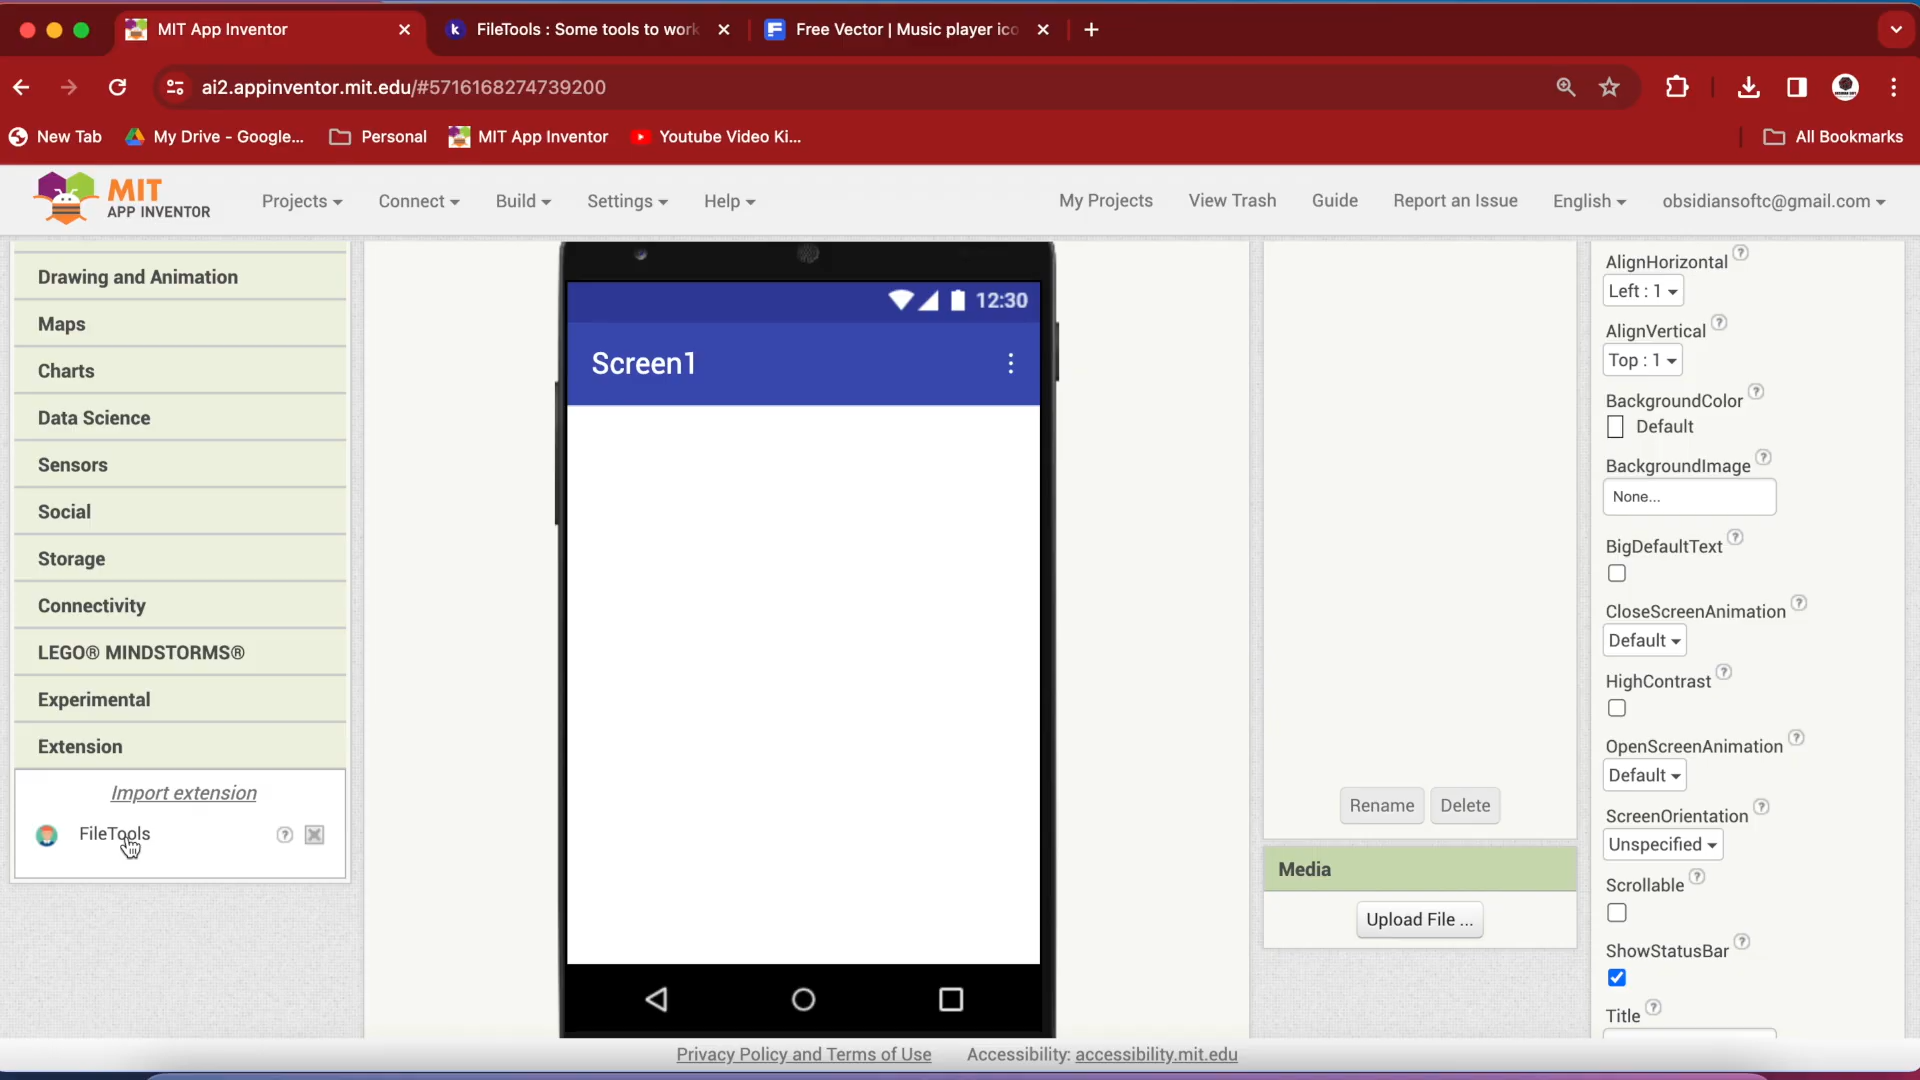 MIT App Inventor
FileTools : Some tools to work
Free Vector | Music player ico
ai2.appinventor.mit.edu/#5716168274739200
New Tab
My Drive - Google...
Personal
MIT App Inventor
Youtube Video Ki...
All Bookmarks
MIT
APP INVENTOR
Projects
Connect
Build
Settings
Help
My Projects
View Trash
Guide
Report an Issue
English
obsidiansoftc@gmail.com
Drawing and Animation
Maps
Charts
Data Science
Sensors
Social
Storage
Connectivity
LEGO® MINDSTORMS®
Experimental
Extension
Import extension
FileTools
12:30
Screen1
Rename
Delete
Media
Upload File ...
AlignHorizontal
Left : 1
AlignVertical
Top : 1
BackgroundColor
Default
BackgroundImage
None...
BigDefaultText
CloseScreenAnimation
Default
HighContrast
OpenScreenAnimation
Default
ScreenOrientation
Unspecified
Scrollable
ShowStatusBar
Title
Privacy Policy and Terms of Use
Accessibility: accessibility.mit.edu